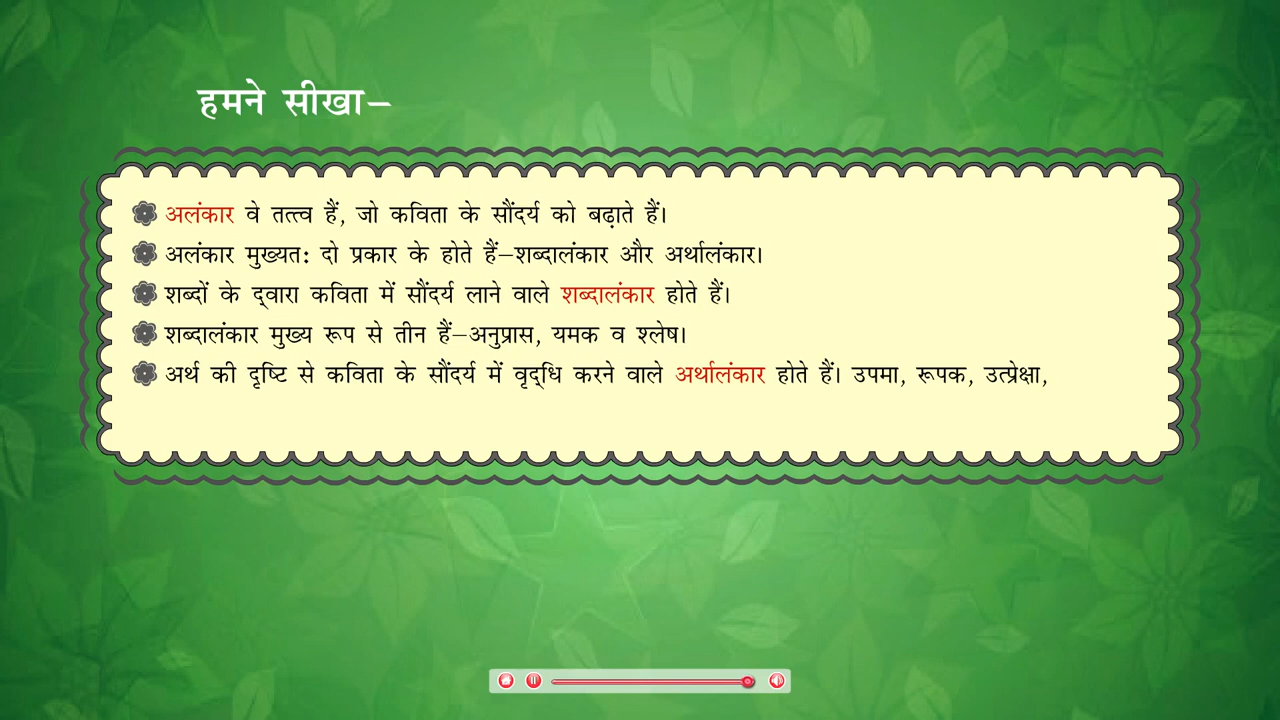 हमने सीखा–
अलंकार वे तत्त्व हैं, जो कविता के सौंदर्य को बढ़ाते हैं।
अलंकार मुख्यत: दो प्रकार के होते हैं–शब्दालंकार और अर्थालंकार।
शब्दों के द्‌वारा कविता में सौंदर्य लाने वाले शब्दालंकार होते हैं।
शब्दालंकार मुख्य रूप से तीन हैं–अनुप्रास, यमक व श्लेष।
अर्थ की दृष्टि से कविता के सौंदर्य में वृद्‌धि करने वाले अर्थालंकार होते हैं। उपमा, रूपक, उत्प्रेक्षा,